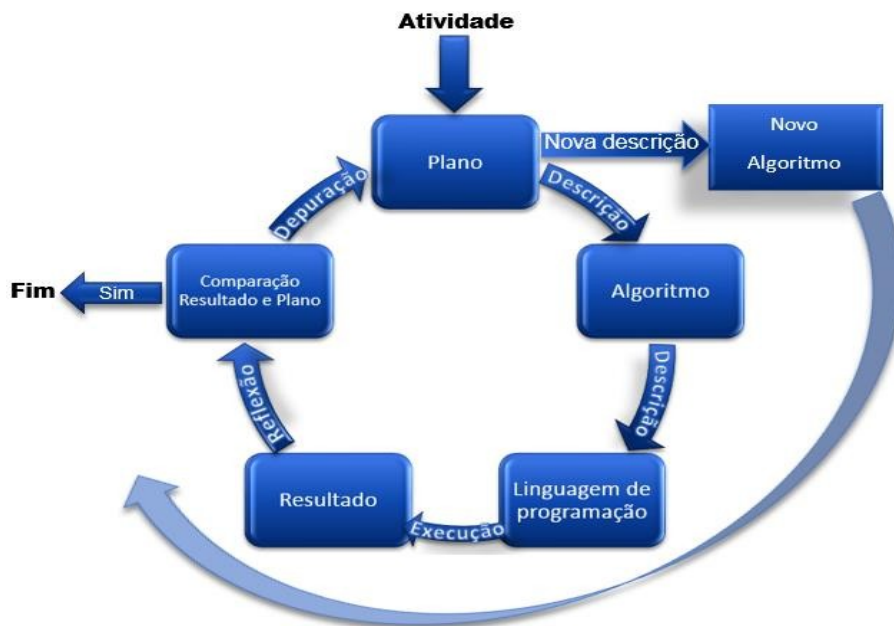 Atividade
Plano
Nova descrição
Novo
Algoritmo
Descrição
Algoritmo
Descrição
Linguagem de
programação
Execução
Resultado
Reflexão
Comparação
Resultado e Plano
Sim
Fim
Depuração